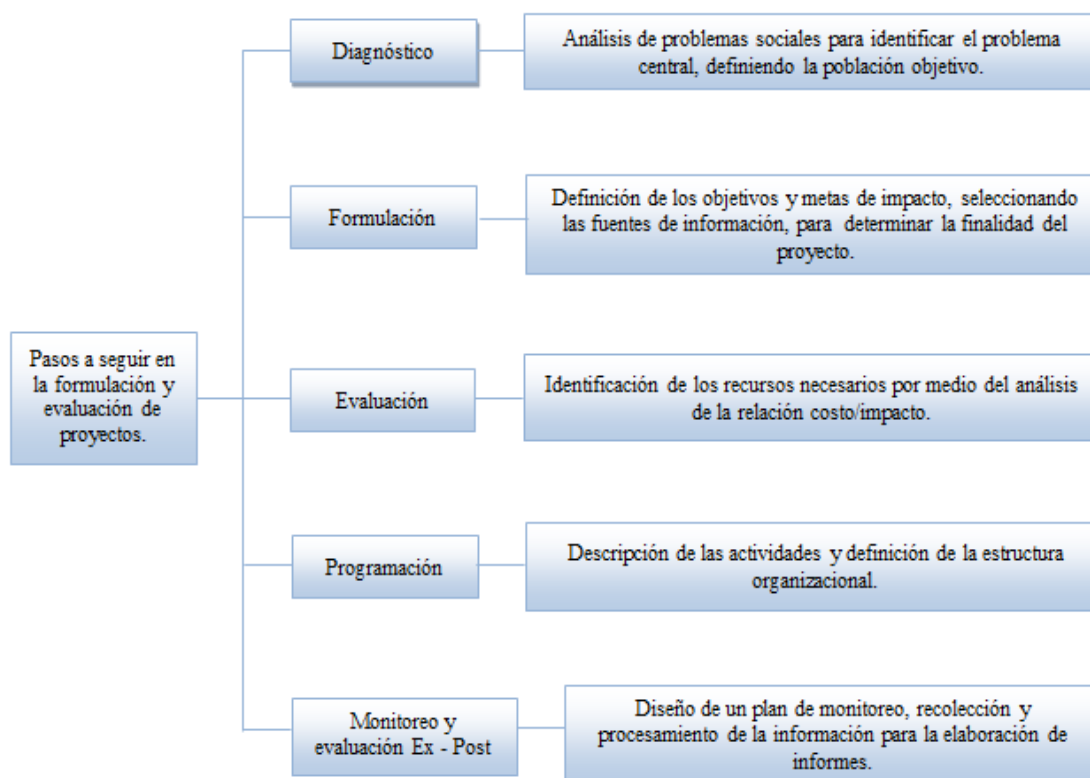 Diagnóstico
Análisis de problemas sociales para identificar el problema
central, definiendo la población objetivo.
Formulación
Definición de los objetivos y metas de impacto, seleccionando
las fuentes de información, para determinar la finalidad del
proyecto.
Pasos a seguir en
la formulación y
evaluación de
proyectos.
Evaluación
Identificación de los recursos necesarios por medio del análisis
de la relación costo/impacto.
Programación
Descripción de las actividades y definición de la estructura
organizacional.
Monitoreo y
evaluación Ex - Post
Diseño de un plan de monitoreo, recolección y
procesamiento de la información para la elaboración de
informes.